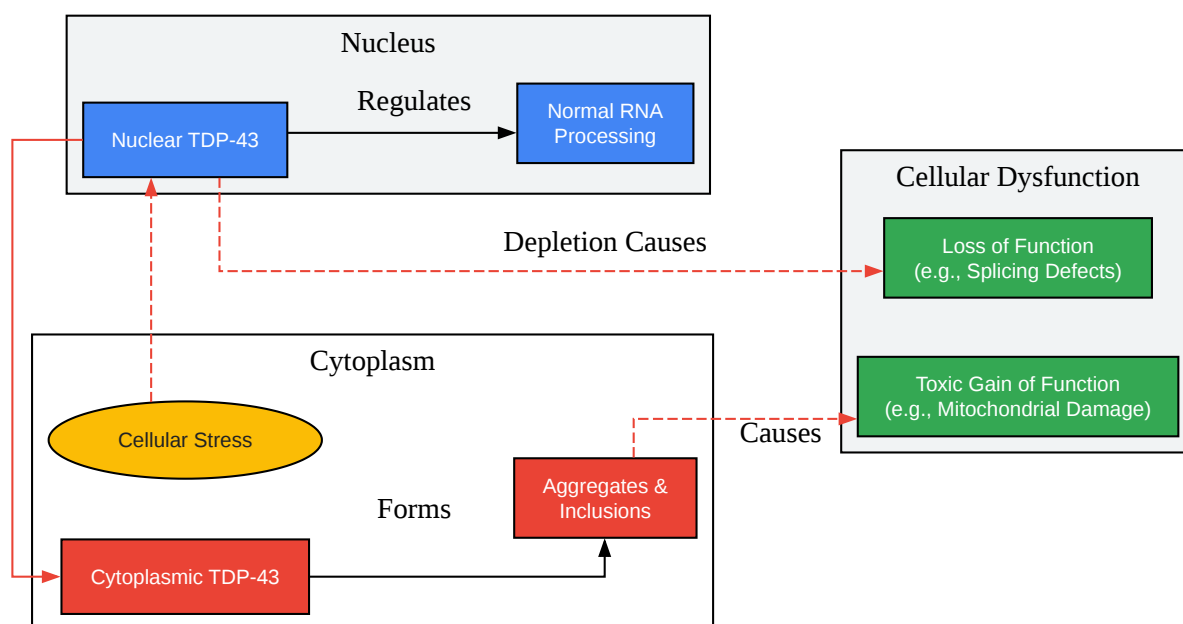 Nucleus
Regulates
Nuclear TDP-43
Normal RNA
Processing
Cellular Dysfunction
Depletion Causes
Loss of Function
(e.g., Splicing Defects)
Cytoplasm
Toxic Gain of Function
(e.g., Mitochondrial Damage)
Causes
Cellular Stress
Aggregates &
Inclusions
Forms
Cytoplasmic TDP-43